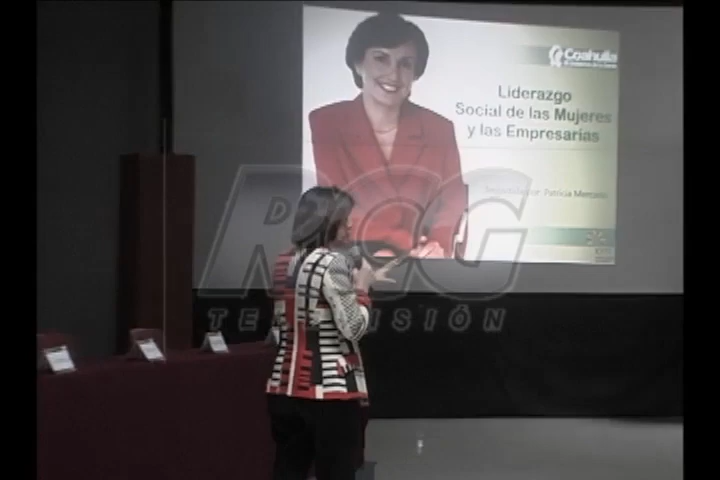 Coahuila
Liderazgo
Social de las Mujeres
y las Empresarias
Patricia Mercado
RCG
TELEVISIÓN